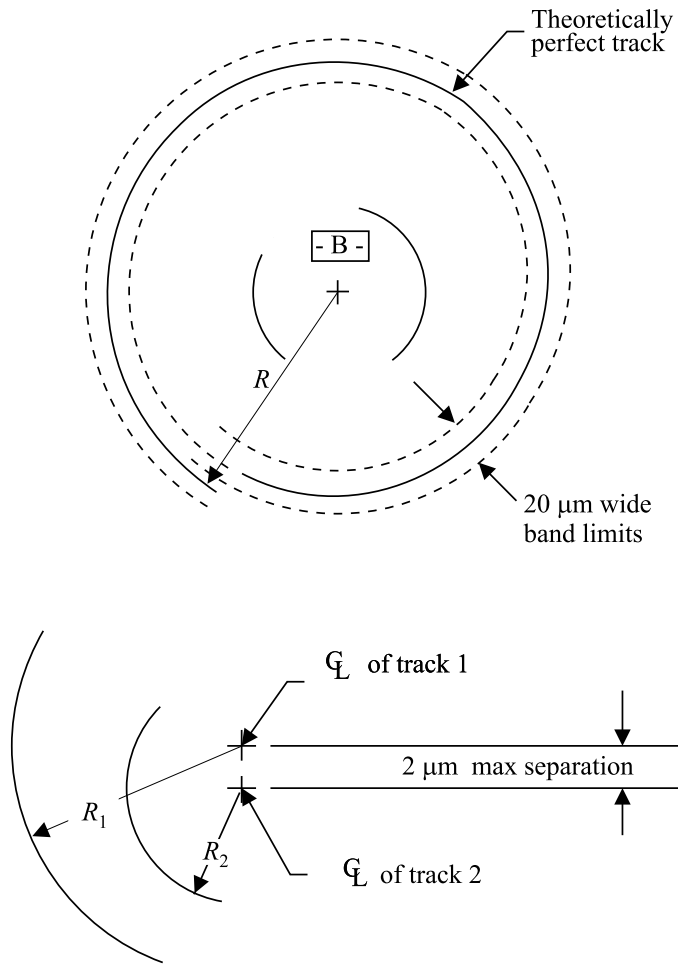 Theoretically
perfect track
- B -
R
20 μm wide
band limits
℄ of track 1
2 μm max separation
R₁
R₂
℄ of track 2